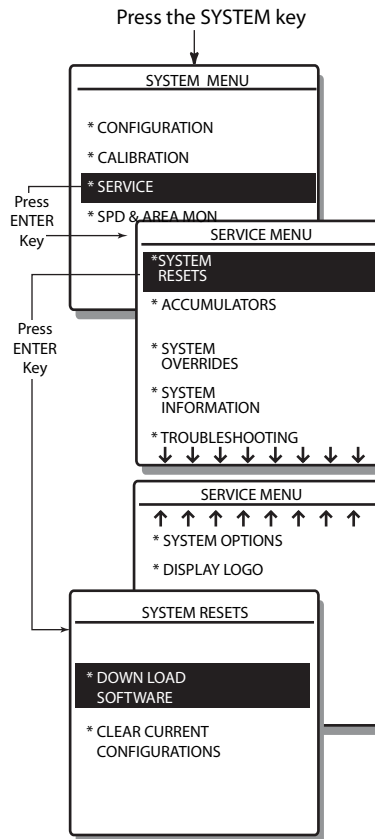 Press the SYSTEM key
SYSTEM MENU
* CONFIGURATION
* CALIBRATION
* SERVICE
* SPD & AREA MON
Press
ENTER
Key
SERVICE MENU
*SYSTEM
RESETS
* ACCUMULATORS
* SYSTEM
OVERRIDES
* SYSTEM
INFORMATION
* TROUBLESHOOTING
Press
ENTER
Key
SERVICE MENU
* SYSTEM OPTIONS
* DISPLAY LOGO
SYSTEM RESETS
* DOWN LOAD
SOFTWARE
* CLEAR CURRENT
CONFIGURATIONS